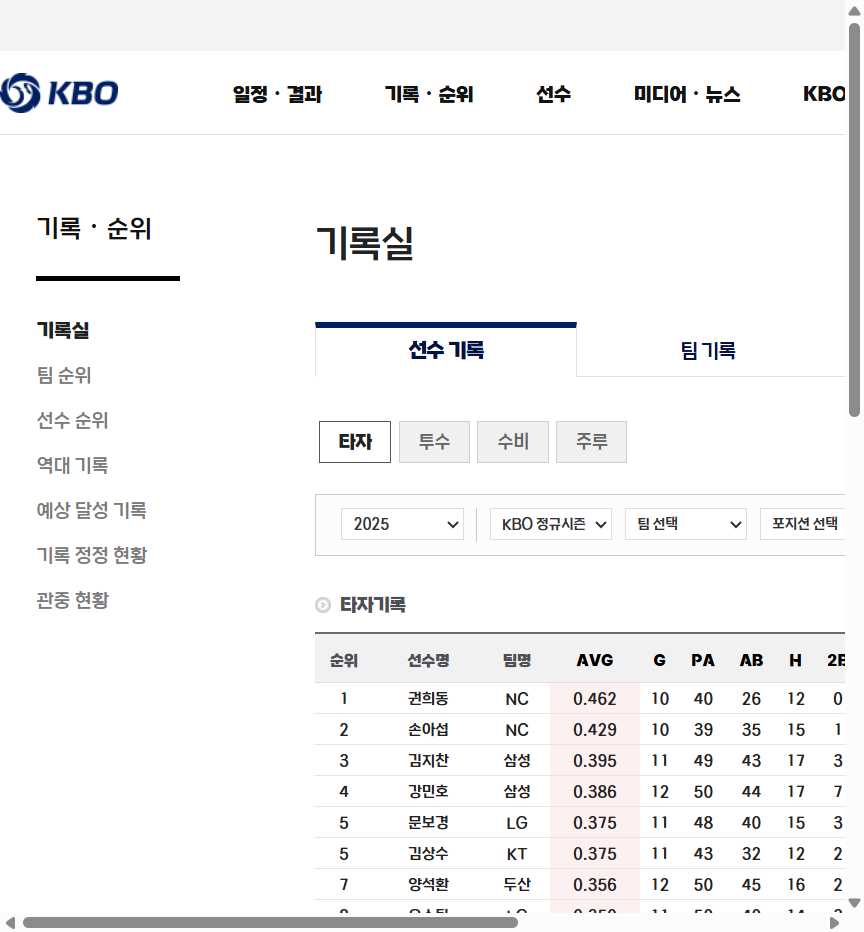 KBO
일정 · 결과 기록 · 순위 선수 미디어 · 뉴스 KBO
기록 · 순위
기록실
팀 순위
선수 순위
역대 기록
예상 달성 기록
기록 정정 현황
관중 현황
기록실
선수 기록 팀 기록
타자 투수 수비 주루
2025 KBO 정규시즌 팀 선택 포지션 선택
타자기록
순위 선수명 팀명 AVG G PA AB H 2B
1 권희동 NC 0.462 10 40 26 12 0
2 손아섭 NC 0.429 10 39 35 15 1
3 김지찬 삼성 0.395 11 49 43 17 3
4 강민호 삼성 0.386 12 50 44 17 7
5 문보경 LG 0.375 11 48 40 15 3
5 김상수 KT 0.375 11 43 32 12 2
7 양석환 두산 0.356 12 50 45 16 2